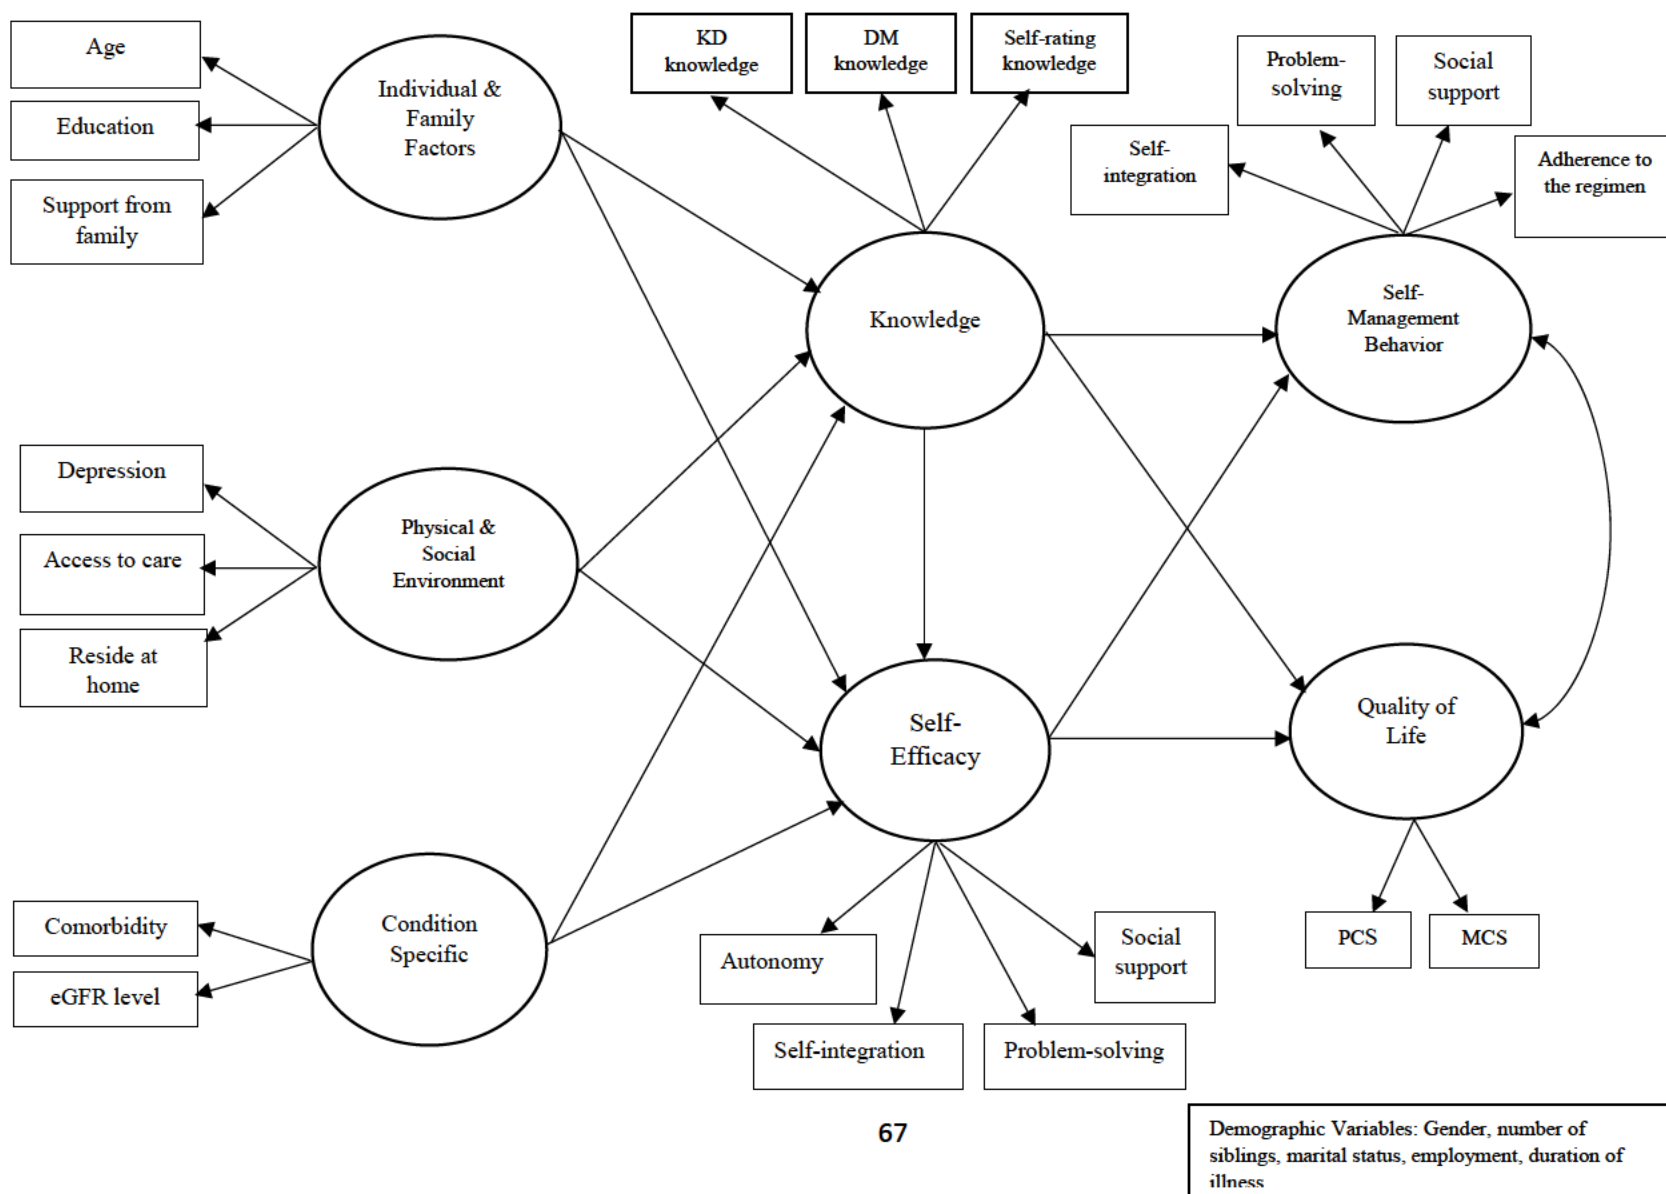 Age
Education
Support from
family
Individual &
Family
Factors
KD
knowledge
DM
knowledge
Self-rating
knowledge
Problem-
solving
Social
support
Self-
integration
Adherence to
the regimen
Knowledge
Self-
Management
Behavior
Depression
Access to care
Reside at
home
Physical &
Social
Environment
Self-
Efficacy
Quality of
Life
Comorbidity
eGFR level
Condition
Specific
Autonomy
Self-integration
Problem-solving
Social
support
PCS
MCS
67
Demographic Variables: Gender, number of
siblings, marital status, employment, duration of
illness